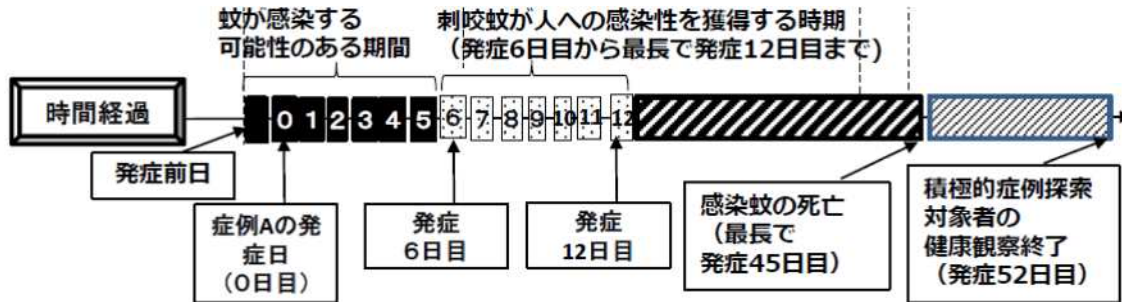 蚊が感染する
可能性のある期間
刺咬蚊が人への感染性を獲得する時期
（発症6日目から最長で発症12日目まで)
時間経過
0 1 2 3 4 5 6 7 8 9 10 11 12
発症前日
症例Aの発
症日
（0日目）
発症
6日目
発症
12日目
感染蚊の死亡
（最長で
発症45日目）
積極的症例探索
対象者の
健康観察終了
（発症52日目）